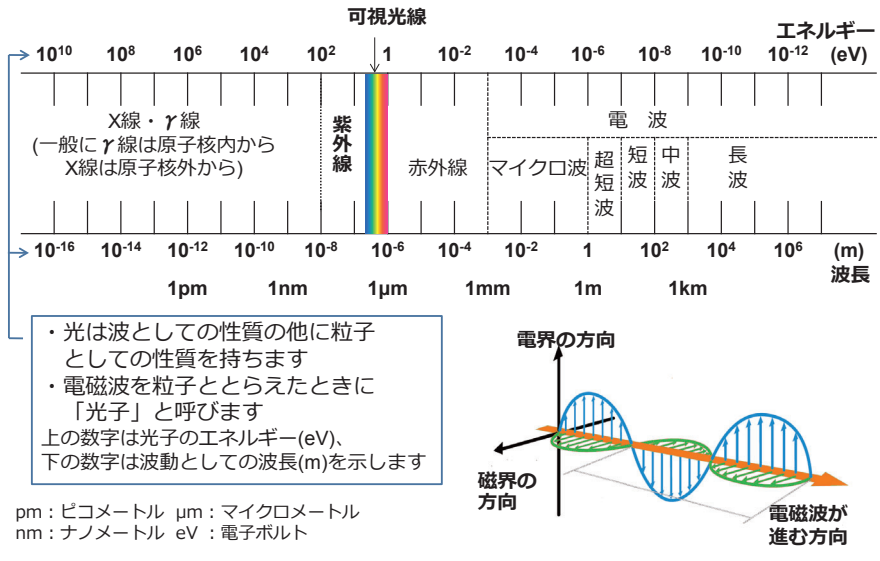 可視光線
エネルギー
10¹⁰ 10⁸ 10⁶ 10⁴ 10² 1 10⁻² 10⁻⁴ 10⁻⁶ 10⁻⁸ 10⁻¹⁰ 10⁻¹² (eV)
X線・γ線
(一般にγ線は原子核内から
X線は原子核外から)
紫外線
赤外線
電 波
マイクロ波
超短波
短波
中波
長波
10⁻¹⁶ 10⁻¹⁴ 10⁻¹² 10⁻¹⁰ 10⁻⁸ 10⁻⁶ 10⁻⁴ 10⁻² 1 10² 10⁴ 10⁶ (m)
波長
1pm 1nm 1μm 1mm 1m 1km
・光は波としての性質の他に粒子
としての性質を持ちます
・電磁波を粒子ととらえたときに
「光子」と呼びます
上の数字は光子のエネルギー(eV)、
下の数字は波動としての波長(m)を示します
pm：ピコメートル μm：マイクロメートル
nm：ナノメートル eV ：電子ボルト
電界の方向
磁界の
方向
電磁波が
進む方向